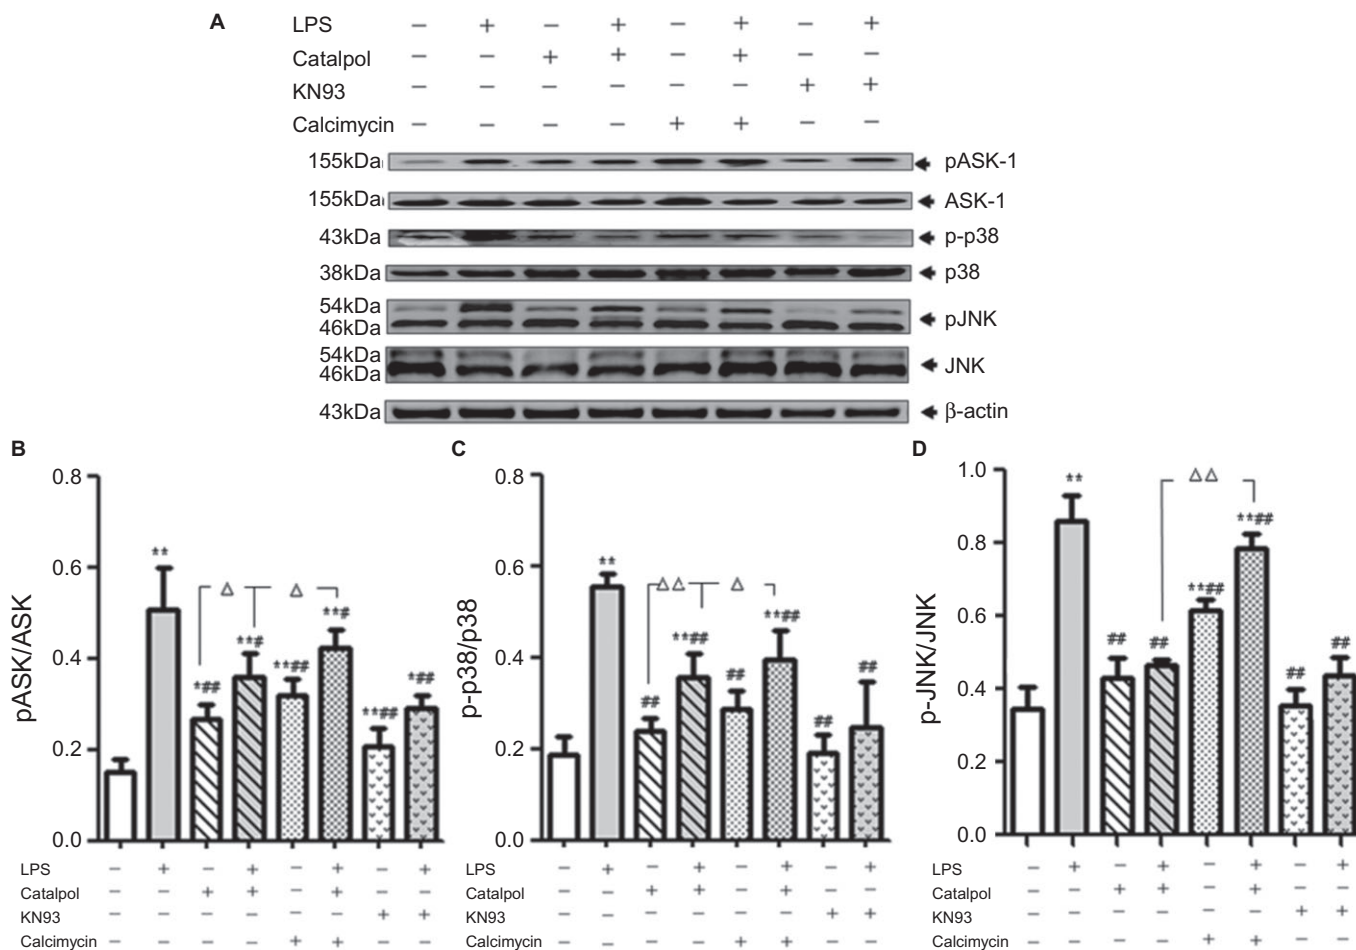 A
LPS − + − + − + − +
Catalpol − − + + − + − −
KN93 − − − − − − + +
Calcimycin − − − − + + − −
155kDa pASK-1
155kDa ASK-1
43kDa p-p38
38kDa p38
54kDa
46kDa pJNK
54kDa
46kDa JNK
43kDa β-actin
B
pASK/ASK
0.8
0.6
0.4
0.2
0.0
** *## **# **## **# **## *##
△ △
LPS − + − + − + − +
Catalpol − − + + − + − −
KN93 − − − − − − + +
Calcimycin − − − − + + − −
C
p-p38/p38
0.8
0.6
0.4
0.2
0.0
** ## **## ## **## ## ##
△△ △
LPS − + − + − + − +
Catalpol − − + + − + − −
KN93 − − − − − − + +
Calcimycin − − − − + + − −
D
p-JNK/JNK
1.0
0.8
0.6
0.4
0.2
0.0
** ## ## **## **## ## ##
△△
LPS − + − + − + − +
Catalpol − − + + − + − −
KN93 − − − − − − + +
Calcimycin − − − − + + − −